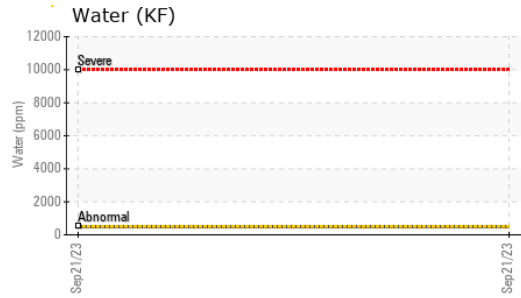 Water (KF)
12000
Severe
10000
8000
6000
Water (ppm)
4000
2000
Abnormal
0
Sep21/23
Sep21/23